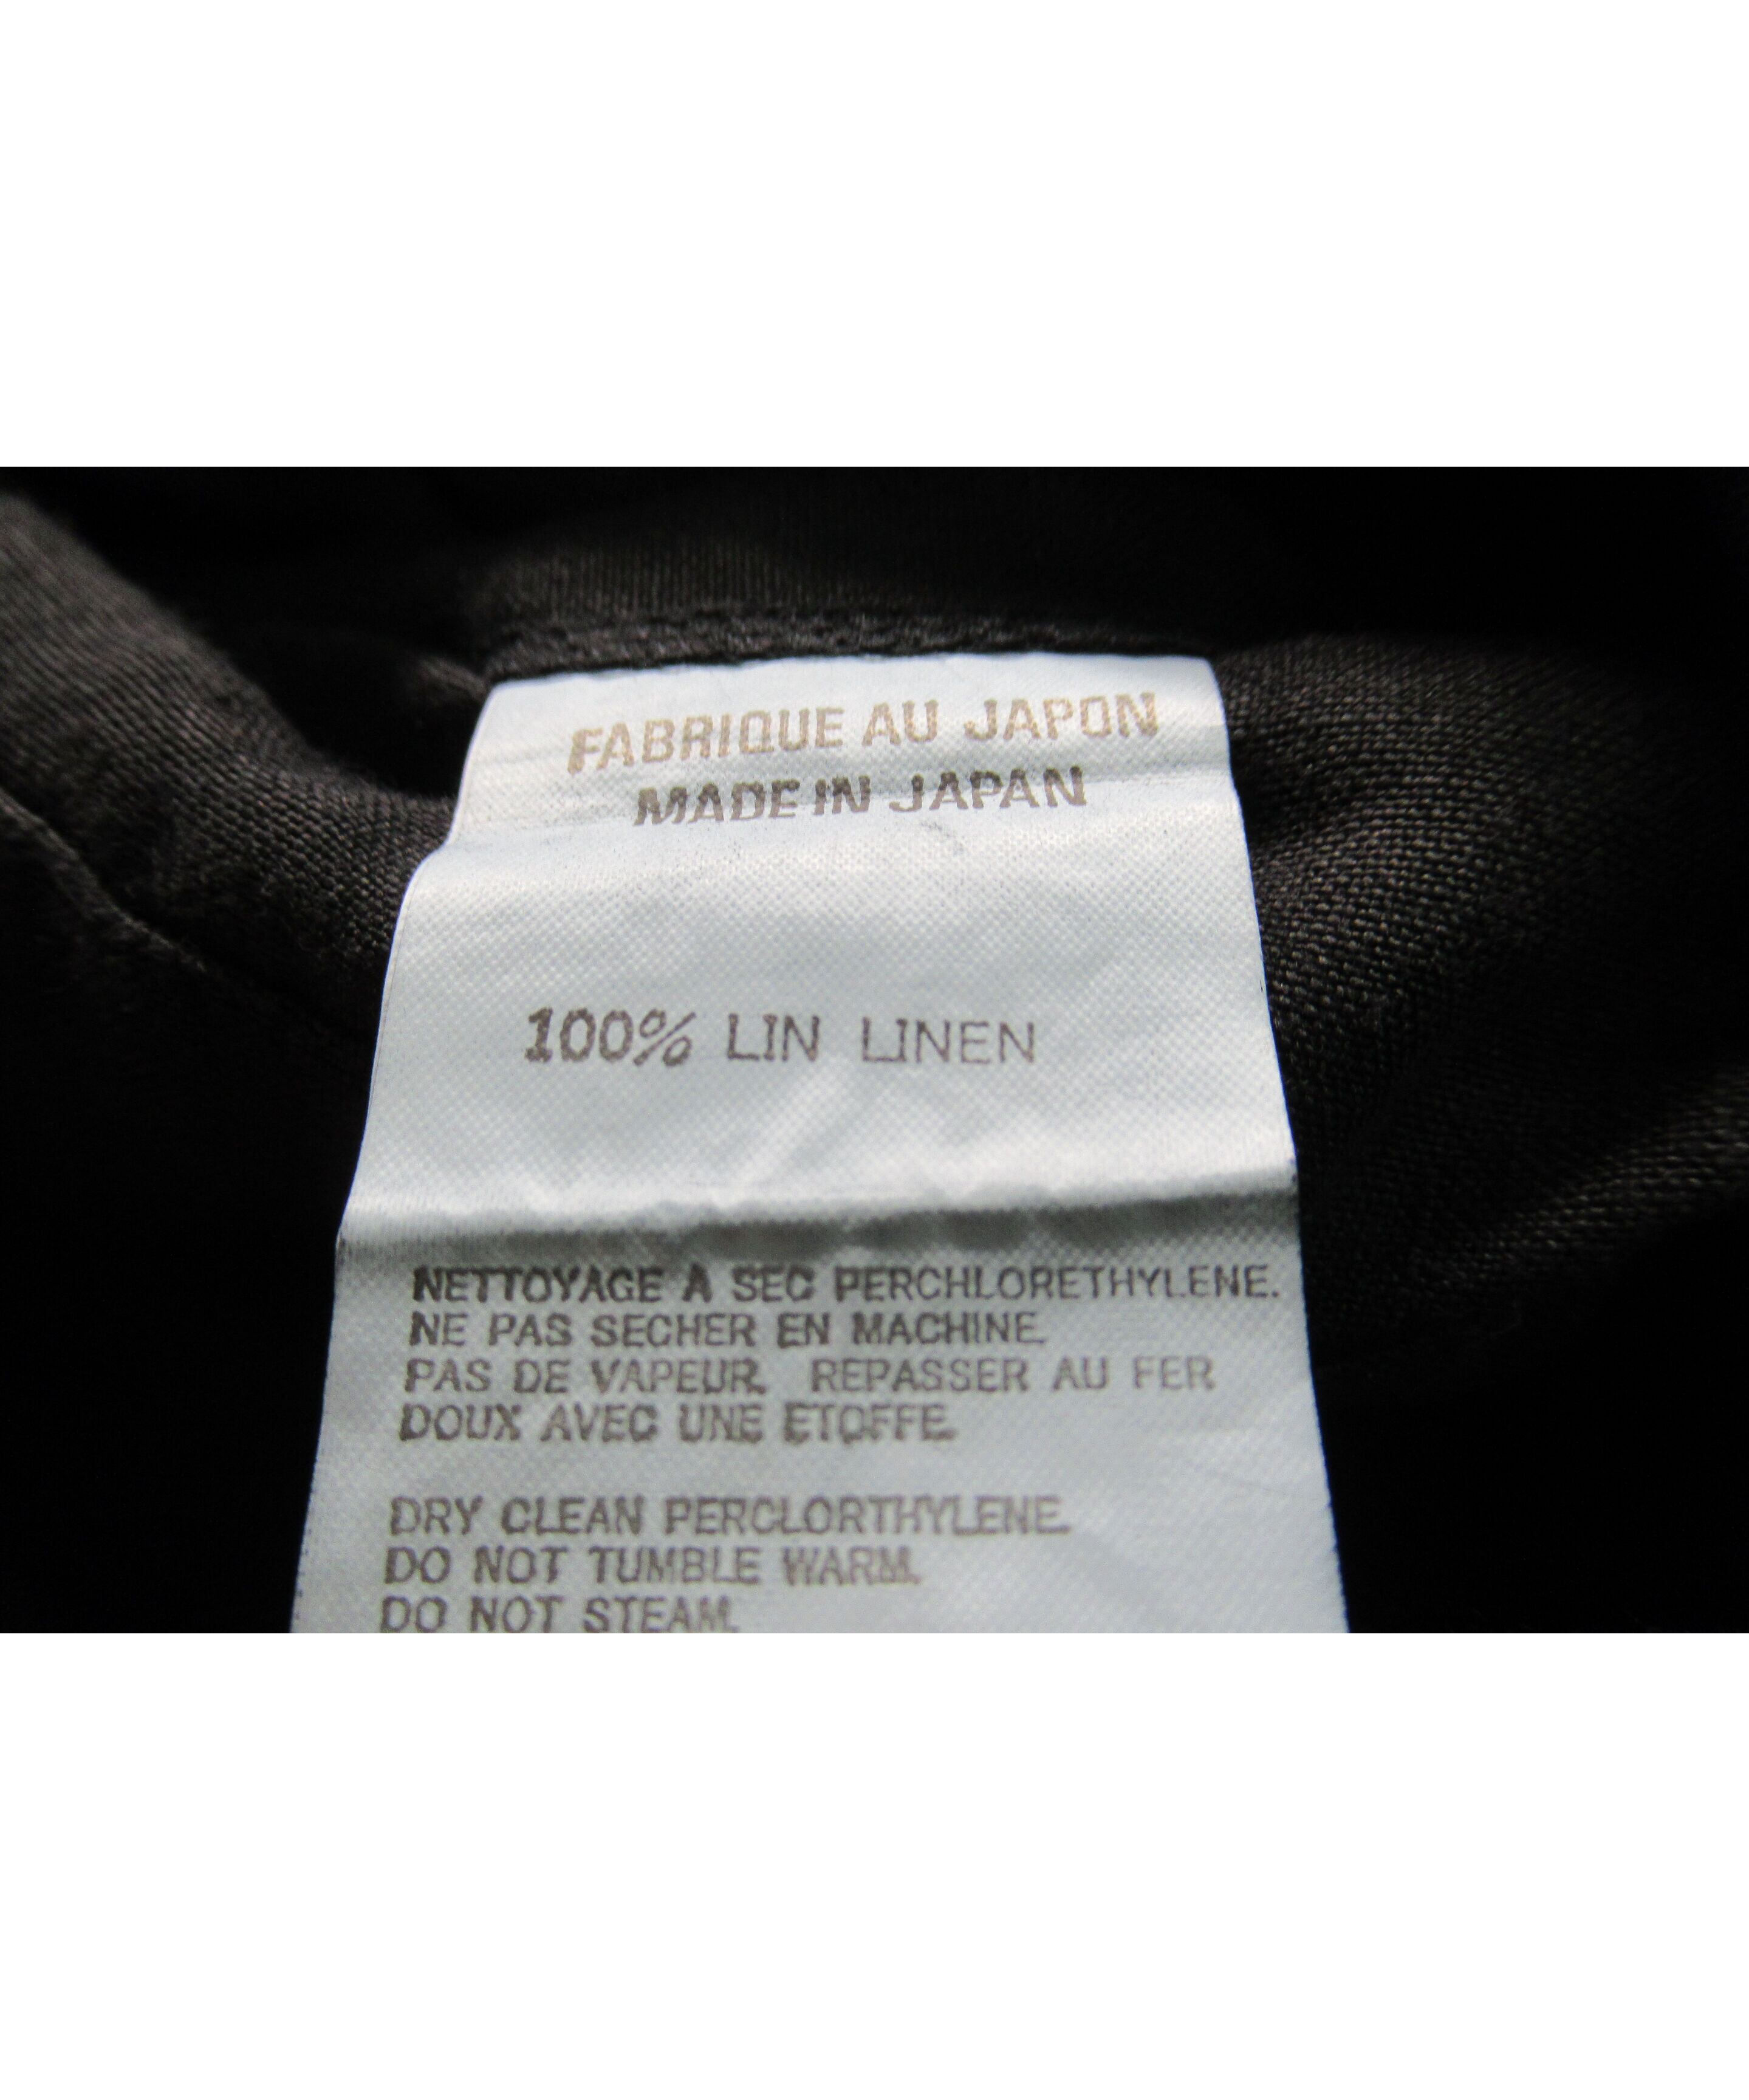 FABRIQUE AU JAPON
MADE IN JAPAN
100% LIN LINEN
NETTOYAGE A SEC PERCHLORETHYLENE.
NE PAS SECHER EN MACHINE.
PAS DE VAPEUR. REPASSER AU FER
DOUX AVEC UNE ETOFFE.
DRY CLEAN PERCLORTHYLENE.
DO NOT TUMBLE WARM.
DO NOT STEAM.